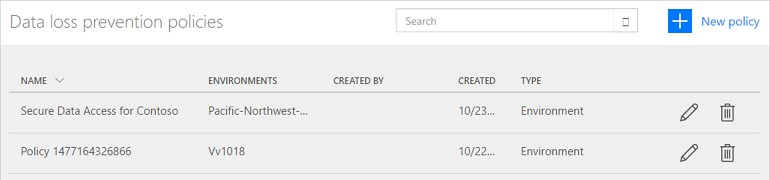 Data loss prevention policies Search New policy
NAME ENVIRONMENTS CREATED BY CREATED TYPE
Secure Data Access for Contoso Pacific-Northwest-... 10/23... Environment
Policy 1477164326866 Vv1018 10/22... Environment